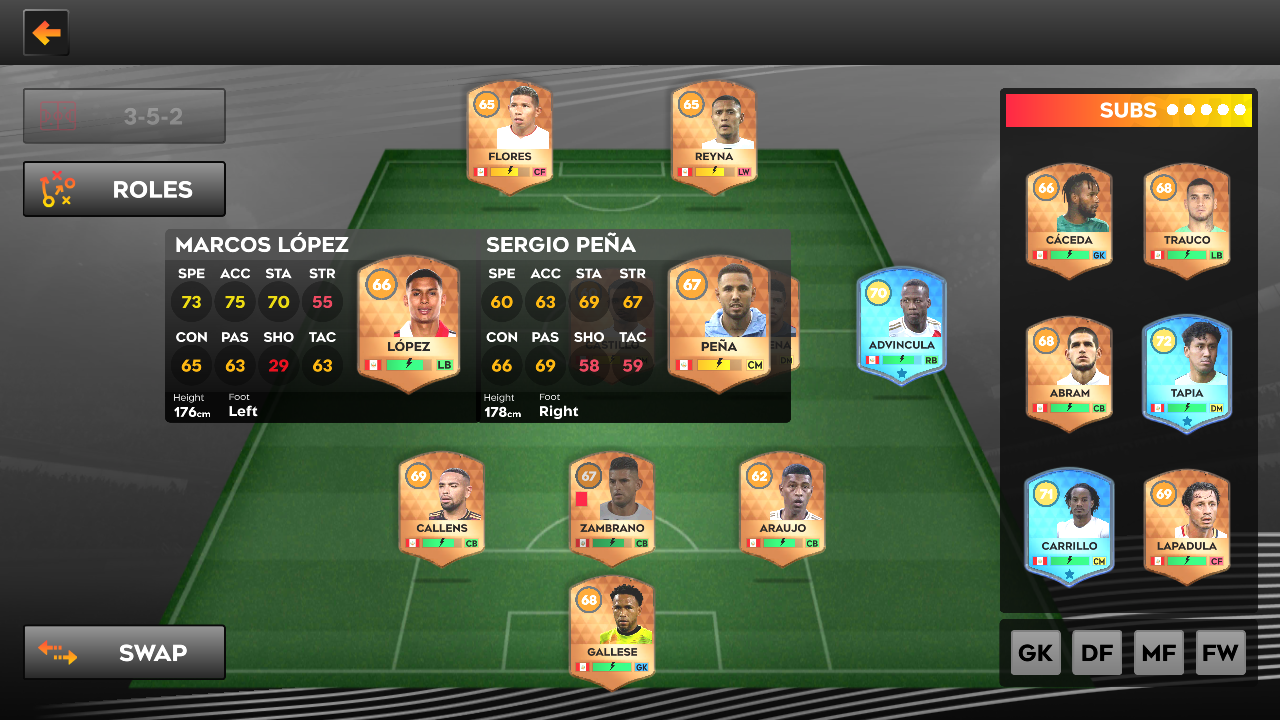 3-5-2
ROLES
65
FLORES
CF
65
REYNA
LW
SUBS
MARCOS LÓPEZ
SPE ACC STA STR
73 75 70 55
CON PAS SHO TAC
65 63 29 63
Height Foot
176cm Left
66
LÓPEZ
LB
SERGIO PEÑA
SPE ACC STA STR
60 63 69 67
CON PAS SHO TAC
66 69 58 59
Height Foot
178cm Right
67
PEÑA
CM
70
ADVINCULA
RB
69
CALLENS
CB
67
ZAMBRANO
CB
62
ARAUJO
CB
68
GALLESE
GK
66
CÁCEDA
GK
68
TRAUCO
LB
68
ABRAM
CB
72
TAPIA
DM
71
CARRILLO
CM
69
LAPADULA
CF
SWAP
GK DF MF FW